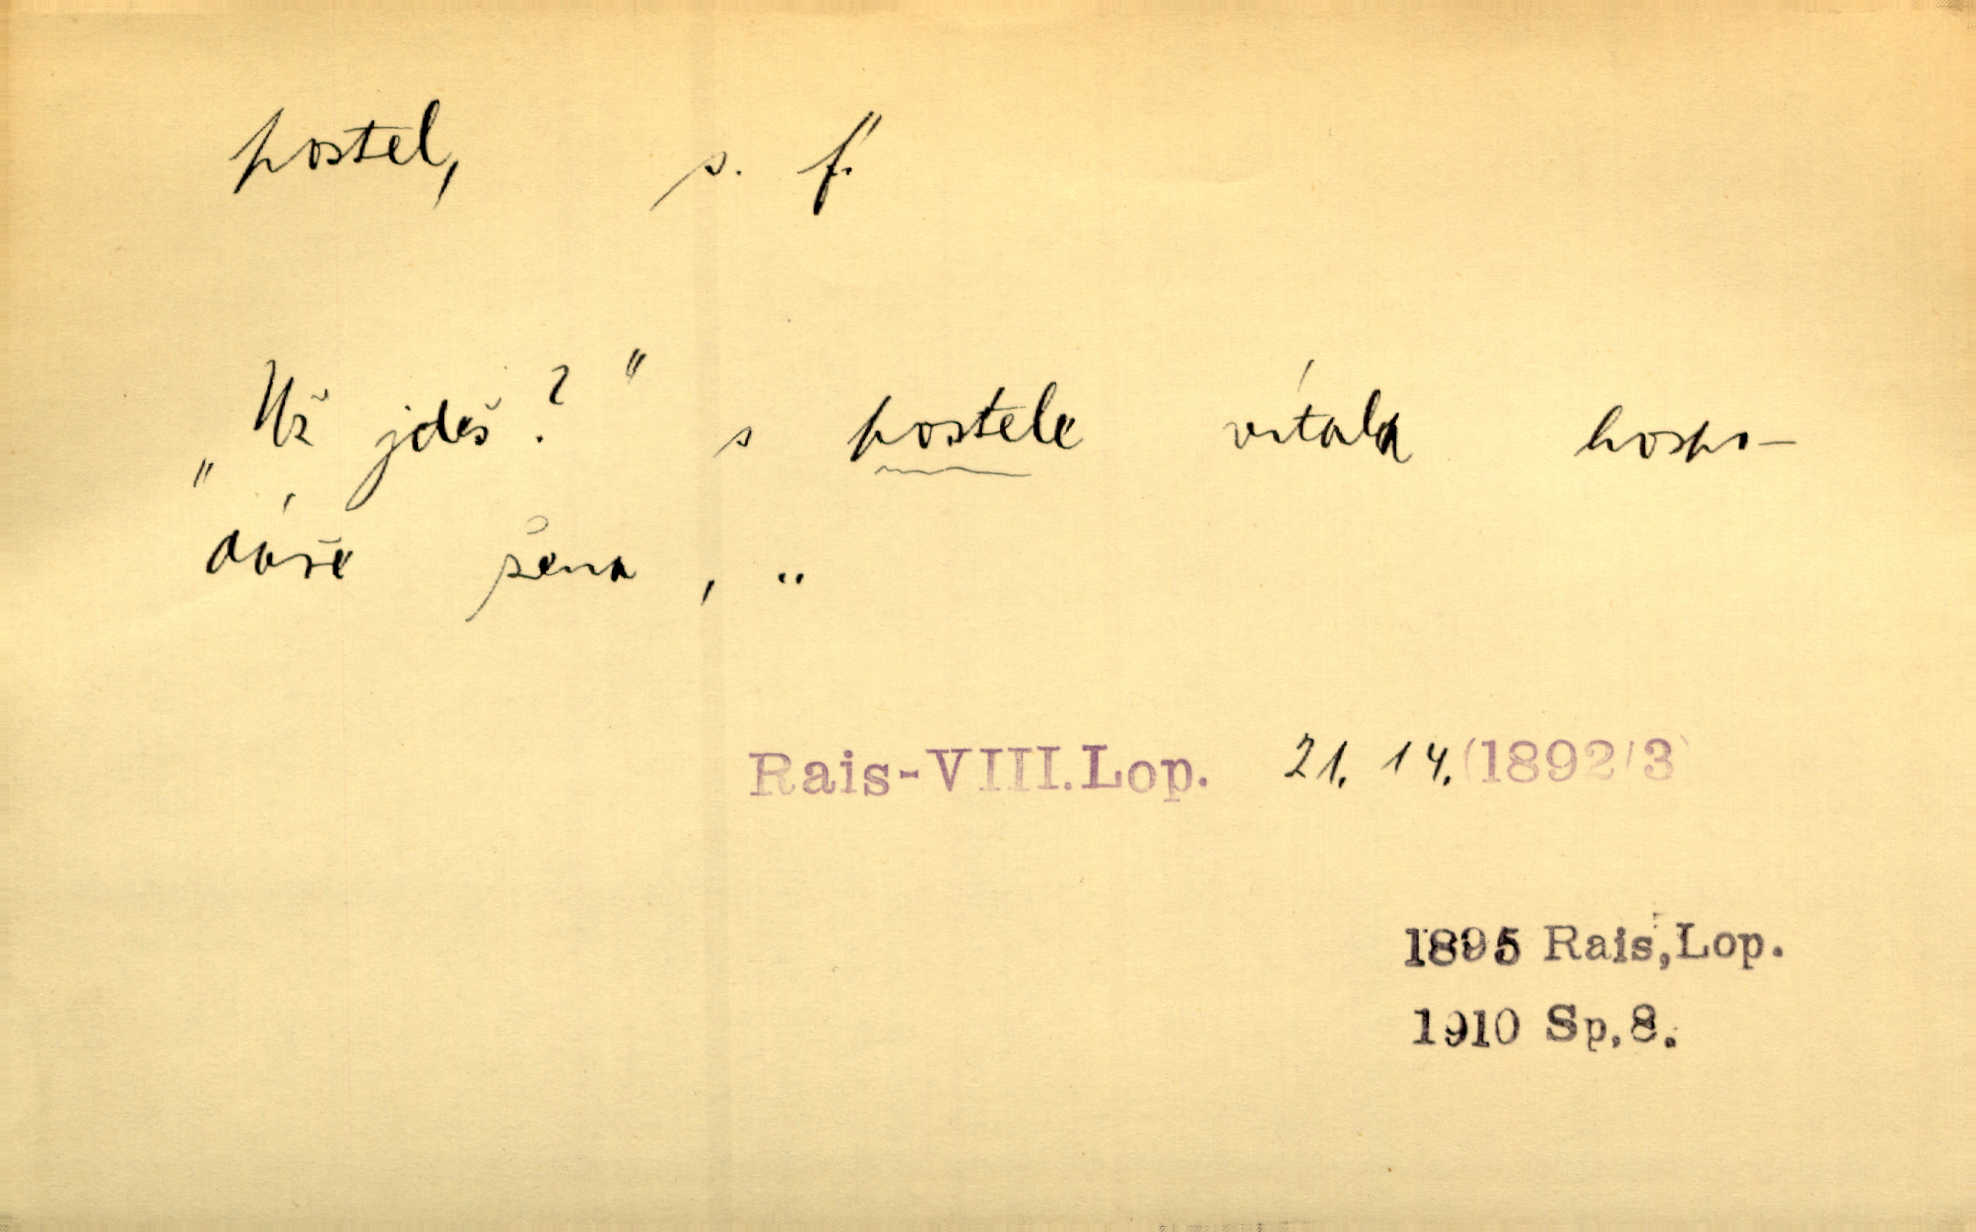 postel, s. f.
„Už jdeš?“ s postele vítala hospo-
dáře žena, ..
Rais-VIII.Lop. 21. 14. (1892/3)
1895 Rais, Lop.
1910 Sp. 8.